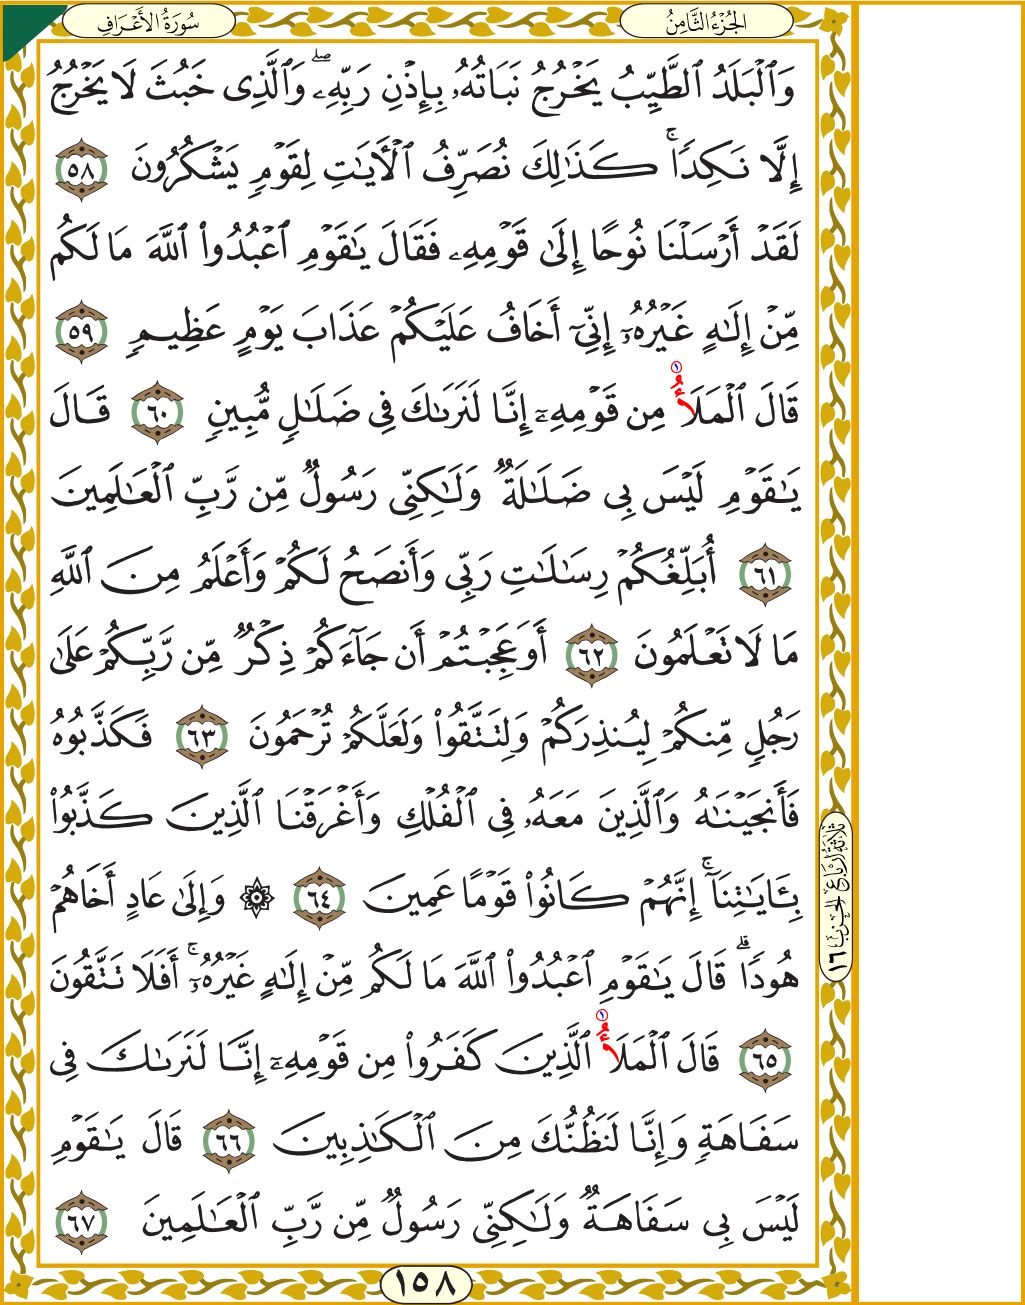 سُورَةُ الأَعْرَافِ
الجُزْءُ الثَّامِنُ
وَٱلْبَلَدُ ٱلطَّيِّبُ يَخْرُجُ نَبَاتُهُۥ بِإِذْنِ رَبِّهِۦۖ وَٱلَّذِى خَبُثَ لَا يَخْرُجُ
إِلَّا نَكِدًاۚ كَذَٰلِكَ نُصَرِّفُ ٱلْـَٔايَٰتِ لِقَوْمٍ يَشْكُرُونَ ٥٨
لَقَدْ أَرْسَلْنَا نُوحًا إِلَىٰ قَوْمِهِۦ فَقَالَ يَٰقَوْمِ ٱعْبُدُوا۟ ٱللَّهَ مَا لَكُم
مِّنْ إِلَٰهٍ غَيْرُهُۥٓ إِنِّىٓ أَخَافُ عَلَيْكُمْ عَذَابَ يَوْمٍ عَظِيمٍ ٥٩
١
قَالَ ٱلْمَلَأُ مِن قَوْمِهِۦٓ إِنَّا لَنَرَىٰكَ فِى ضَلَٰلٍ مُّبِينٍ ٦٠ قَالَ
يَٰقَوْمِ لَيْسَ بِى ضَلَٰلَةٌ وَلَٰكِنِّى رَسُولٌ مِّن رَّبِّ ٱلْعَٰلَمِينَ
٦١ أُبَلِّغُكُمْ رِسَٰلَٰتِ رَبِّى وَأَنصَحُ لَكُمْ وَأَعْلَمُ مِنَ ٱللَّهِ
مَا لَا تَعْلَمُونَ ٦٢ أَوَعَجِبْتُمْ أَن جَآءَكُمْ ذِكْرٌ مِّن رَّبِّكُمْ عَلَىٰ
رَجُلٍ مِّنكُمْ لِيُنذِرَكُمْ وَلِتَتَّقُوا۟ وَلَعَلَّكُمْ تُرْحَمُونَ ٦٣ فَكَذَّبُوهُ
فَأَنجَيْنَٰهُ وَٱلَّذِينَ مَعَهُۥ فِى ٱلْفُلْكِ وَأَغْرَقْنَا ٱلَّذِينَ كَذَّبُوا۟
بِـَٔايَٰتِنَآۚ إِنَّهُمْ كَانُوا۟ قَوْمًا عَمِينَ ٦٤ ۞ وَإِلَىٰ عَادٍ أَخَاهُمْ
هُودًاۗ قَالَ يَٰقَوْمِ ٱعْبُدُوا۟ ٱللَّهَ مَا لَكُم مِّنْ إِلَٰهٍ غَيْرُهُۥٓۚ أَفَلَا تَتَّقُونَ
١
٦٥ قَالَ ٱلْمَلَأُ ٱلَّذِينَ كَفَرُوا۟ مِن قَوْمِهِۦٓ إِنَّا لَنَرَىٰكَ فِى
سَفَاهَةٍ وَإِنَّا لَنَظُنُّكَ مِنَ ٱلْكَٰذِبِينَ ٦٦ قَالَ يَٰقَوْمِ
لَيْسَ بِى سَفَاهَةٌ وَلَٰكِنِّى رَسُولٌ مِّن رَّبِّ ٱلْعَٰلَمِينَ ٦٧
ثَلَاثَةُ أَرْبَاعِ الحِزْبِ ١٦
١٥٨